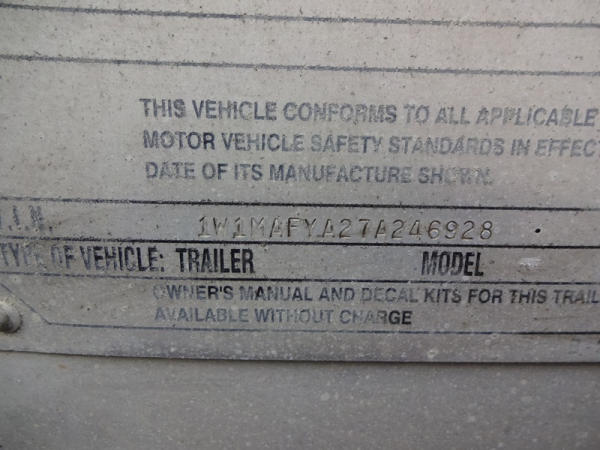 THIS VEHICLE CONFORMS TO ALL APPLICABLE
MOTOR VEHICLE SAFETY STANDARDS IN EFFECT
DATE OF ITS MANUFACTURE SHOWN.
V.I.N. 1W1MAFYA27A246928
TYPE OF VEHICLE: TRAILER MODEL
OWNER'S MANUAL AND DECAL KITS FOR THIS TRAIL
AVAILABLE WITHOUT CHARGE